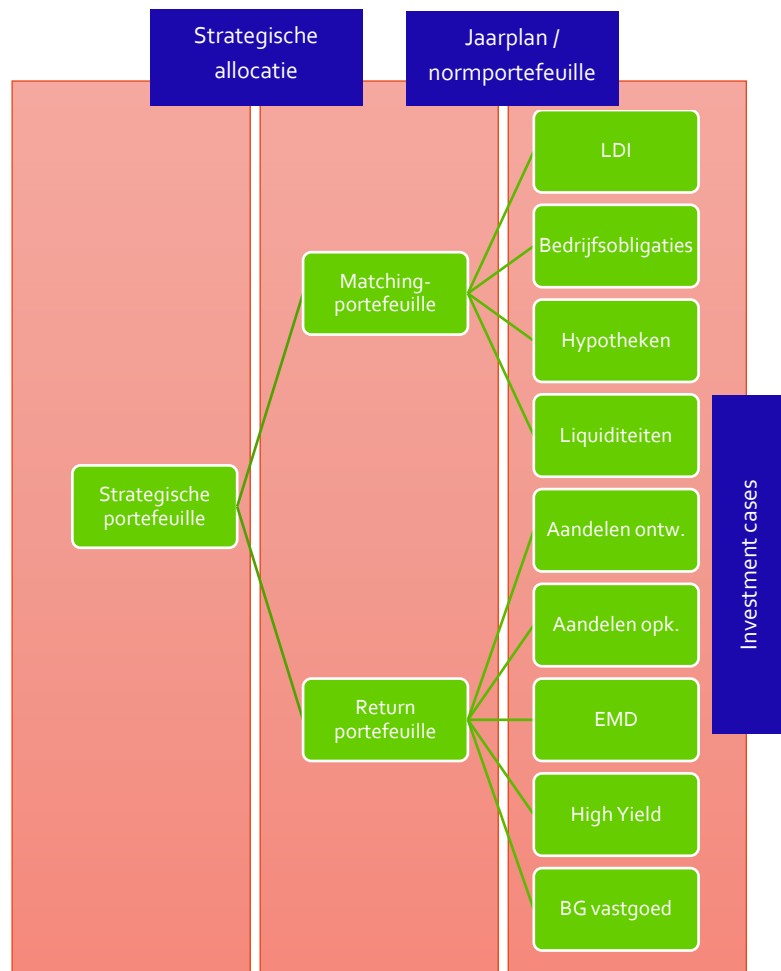 Strategische
allocatie
Jaarplan /
normportefeuille
LDI
Bedrijfsobligaties
Matching-
portefeuille
Hypotheken
Liquiditeiten
Strategische
portefeuille
Aandelen ontw.
Investment cases
Aandelen opk.
Return
portefeuille
EMD
High Yield
BG vastgoed